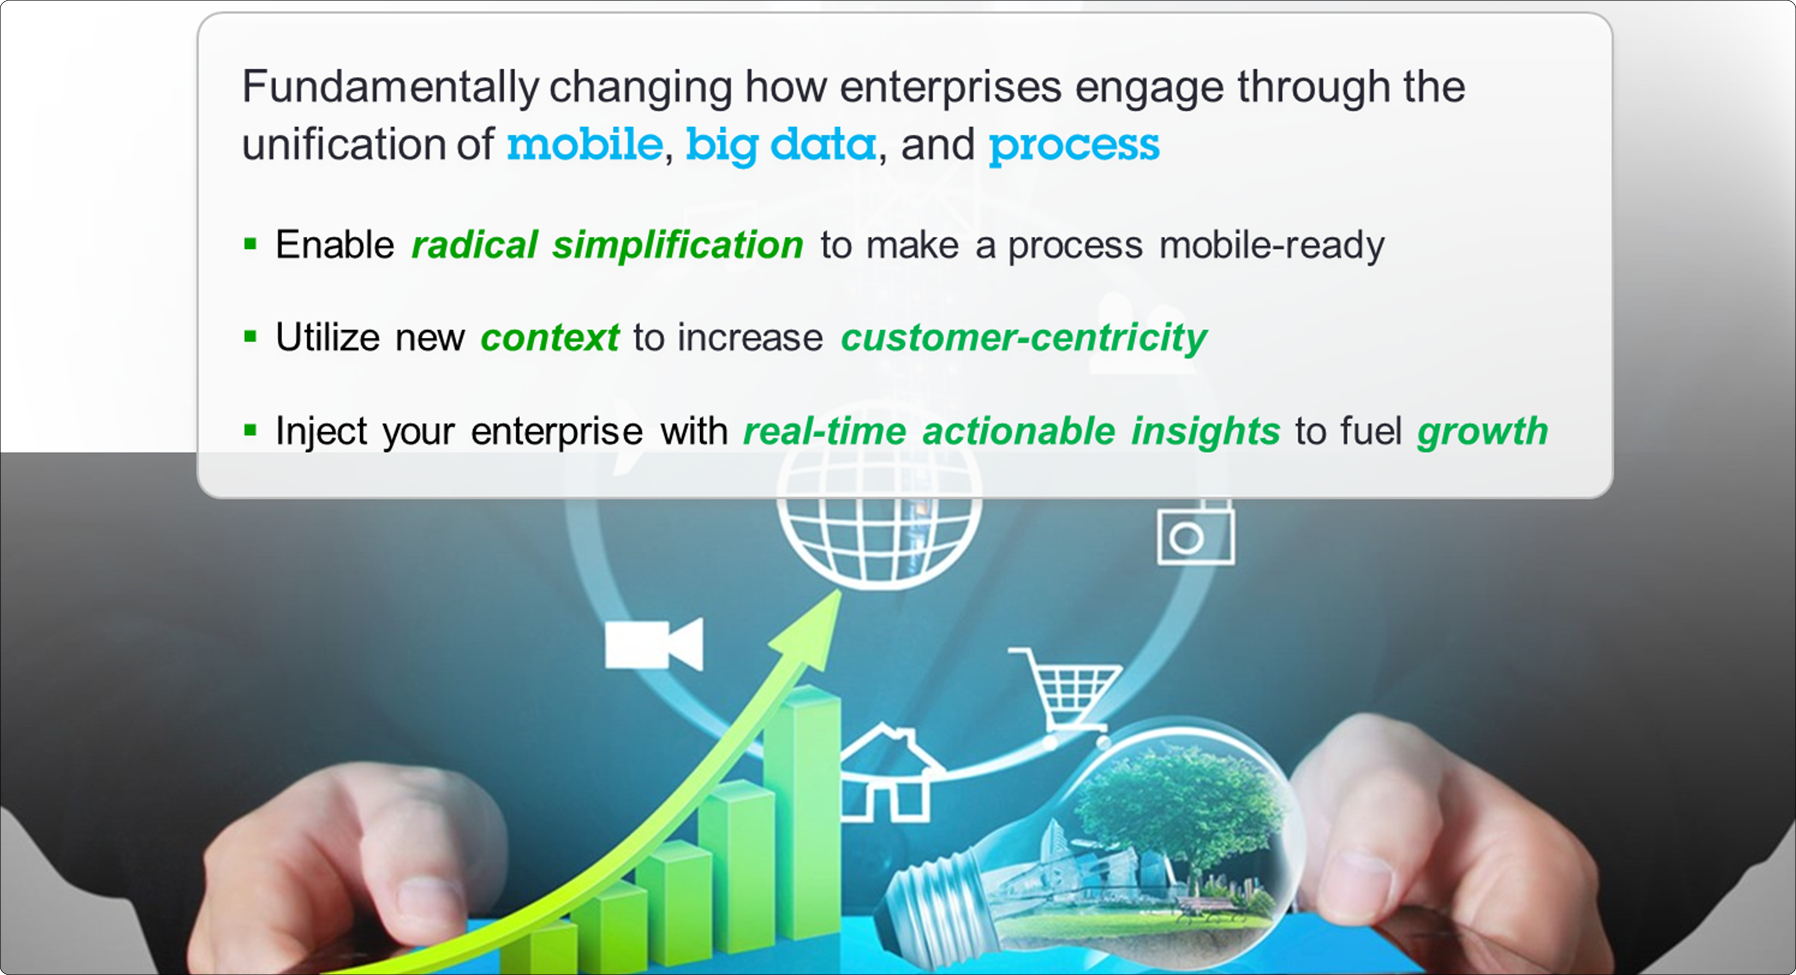 Fundamentally changing how enterprises engage through the
unification of mobile, big data, and process
▪ Enable radical simplification to make a process mobile-ready
▪ Utilize new context to increase customer-centricity
▪ Inject your enterprise with real-time actionable insights to fuel growth